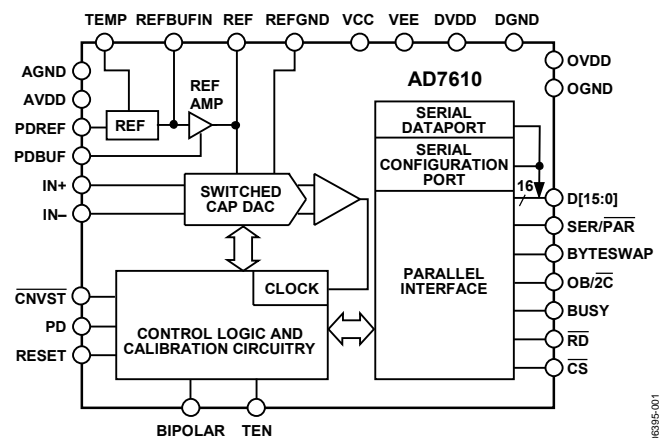 TEMP REFBUFIN REF REFGND VCC VEE DVDD DGND
AGND
AVDD
PDREF
PDBUF
IN+
IN–
CNVST
PD
RESET
REF
REF
AMP
SWITCHED
CAP DAC
CLOCK
CONTROL LOGIC AND
CALIBRATION CIRCUITRY
BIPOLAR TEN
AD7610
SERIAL
DATAPORT
SERIAL
CONFIGURATION
PORT
PARALLEL
INTERFACE
16
OVDD
OGND
D[15:0]
SER/PAR
BYTESWAP
OB/2C
BUSY
RD
CS
06395-001